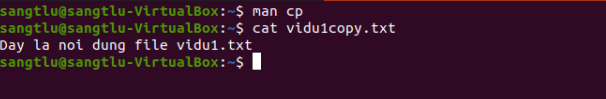 sangtlu@sangtlu-VirtualBox:~$ man cp
sangtlu@sangtlu-VirtualBox:~$ cat vidu1copy.txt
Day la noi dung file vidu1.txt
sangtlu@sangtlu-VirtualBox:~$